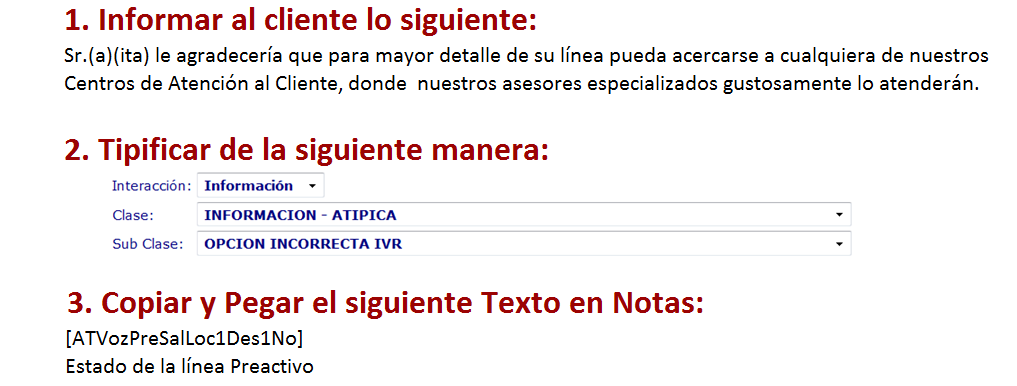 1. Informar al cliente lo siguiente:
Sr.(a)(ita) le agradecería que para mayor detalle de su línea pueda acercarse a cualquiera de nuestros
Centros de Atención al Cliente, donde  nuestros asesores especializados gustosamente lo atenderán.
2. Tipificar de la siguiente manera:
Interacción: Información
Clase: INFORMACION - ATIPICA
Sub Clase: OPCION INCORRECTA IVR
3. Copiar y Pegar el siguiente Texto en Notas:
[ATVozPreSalLoc1Des1No]
Estado de la línea Preactivo